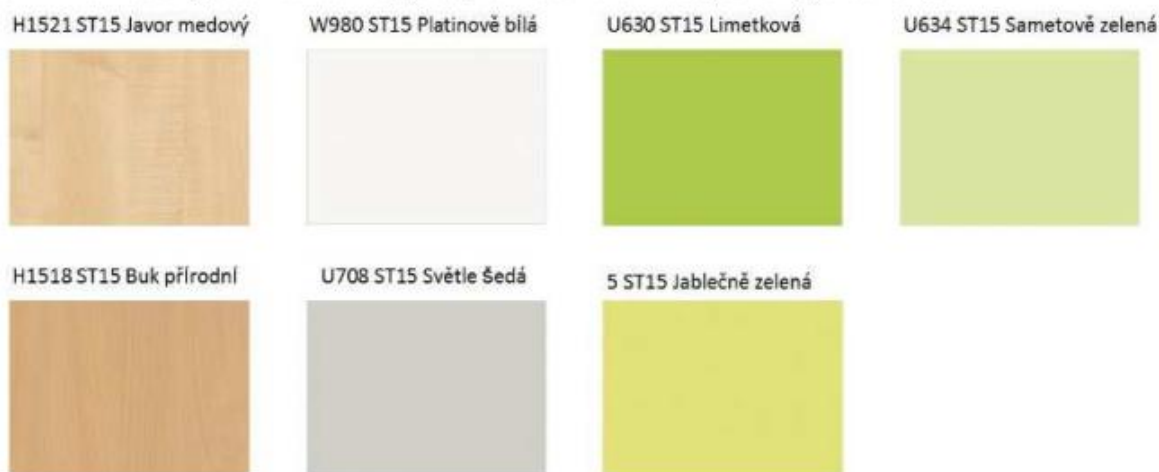 H1521 ST15 Javor medový
W980 ST15 Platinově bílá
U630 ST15 Limetková
U634 ST15 Sametově zelená
H1518 ST15 Buk přírodní
U708 ST15 Světle šedá
5 ST15 Jablečně zelená